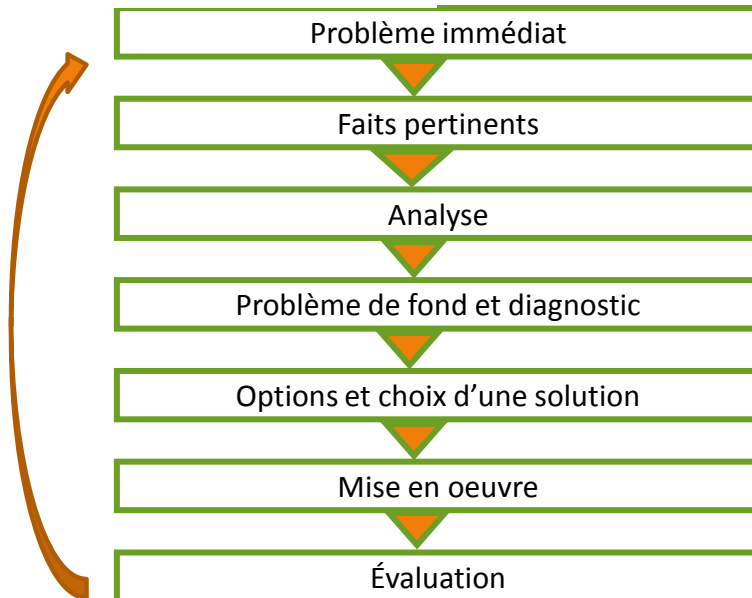 Problème immédiat
Faits pertinents
Analyse
Problème de fond et diagnostic
Options et choix d’une solution
Mise en oeuvre
Évaluation